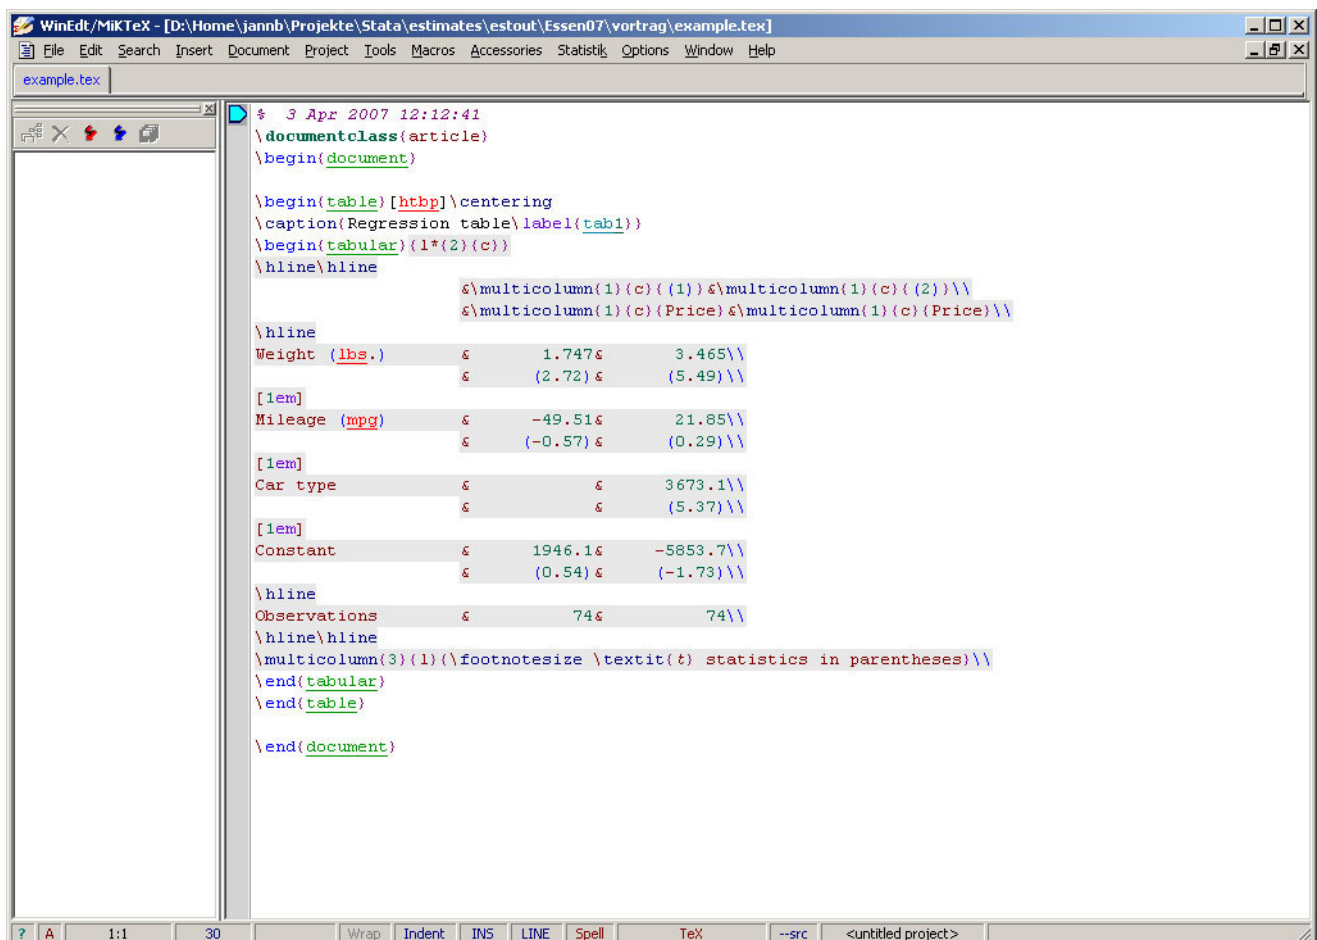 WinEdt/MiKTeX - [D:\Home\jannb\Projekte\Stata\estimates\estout\Essen07\vortrag\example.tex]
File Edit Search Insert Document Project Tools Macros Accessories Statistik Options Window Help
example.tex
%  3 Apr 2007 12:12:41
\documentclass{article}
\begin{document}
\begin{table}[htbp]\centering
\caption{Regression table\label{tab1}}
\begin{tabular}{l*{2}{c}}
\hline\hline
                    &\multicolumn{1}{c}{(1)}&\multicolumn{1}{c}{(2)}\\
                    &\multicolumn{1}{c}{Price}&\multicolumn{1}{c}{Price}\\
\hline
Weight (lbs.)       &       1.747&       3.465\\
                    &      (2.72)&      (5.49)\\
[1em]
Mileage (mpg)       &      -49.51&       21.85\\
                    &     (-0.57)&      (0.29)\\
[1em]
Car type            &            &      3673.1\\
                    &            &      (5.37)\\
[1em]
Constant            &      1946.1&     -5853.7\\
                    &      (0.54)&     (-1.73)\\
\hline
Observations        &          74&          74\\
\hline\hline
\multicolumn{3}{l}{\footnotesize \textit{t} statistics in parentheses}\\
\end{tabular}
\end{table}
\end{document}
? A 1:1 30 Wrap Indent INS LINE Spell TeX --src <untitled project>